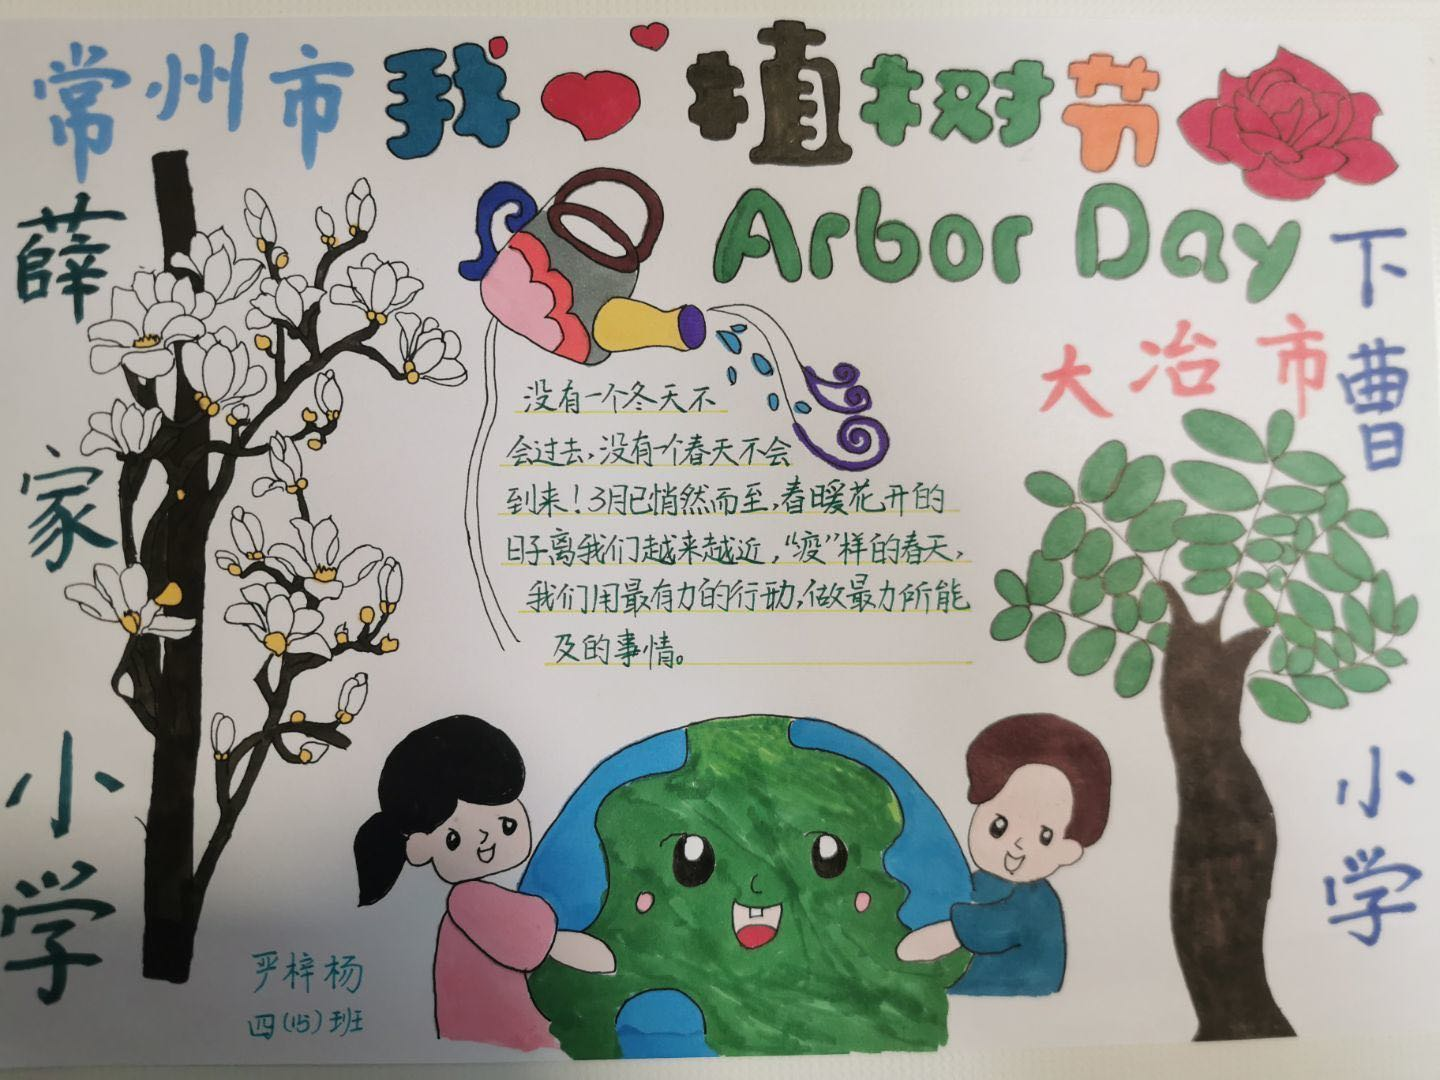 常州市
我 植树节
Arbor Day
薛家小学
下曹小学
大冶市
没有一个冬天不
会过去,没有一个春天不会
到来!3月已悄然而至,春暖花开的
日子离我们越来越近,“疫”样的春天,
我们用最有力的行动,做最力所能
及的事情。
严梓杨
四(15)班